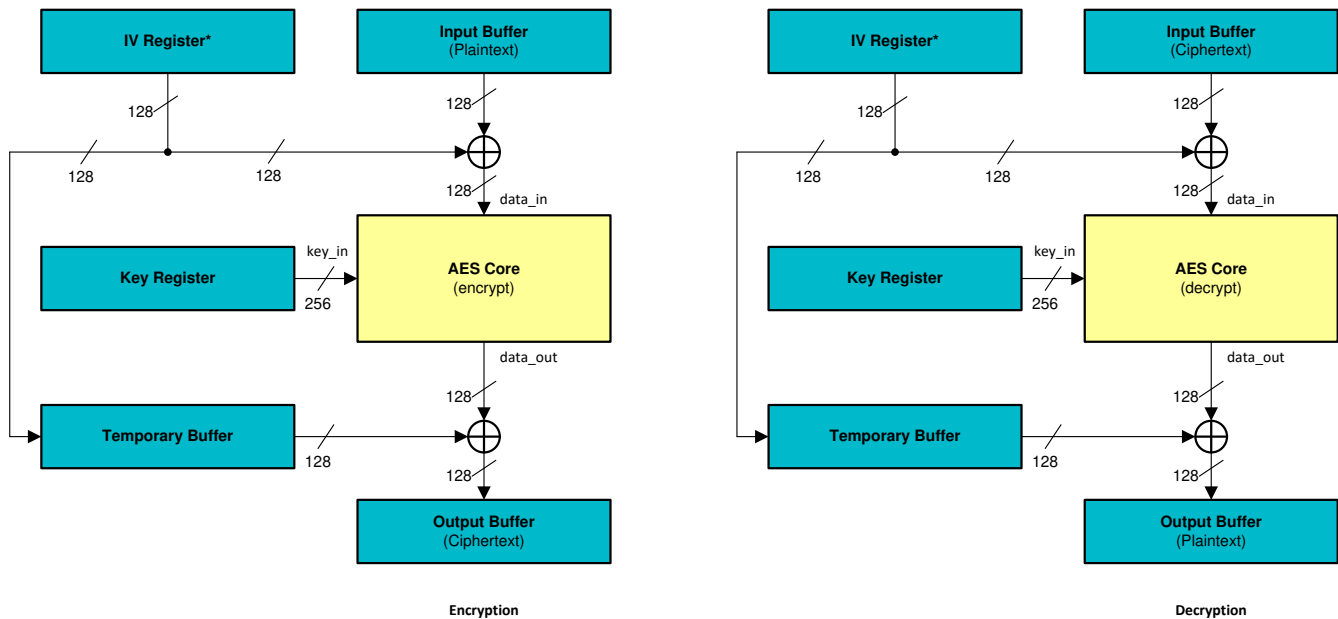 IV Register*
Input Buffer
(Plaintext)
128
128
128
128
128
data_in
Key Register
key_in
256
AES Core
(encrypt)
data_out
128
Temporary Buffer
128
128
Output Buffer
(Ciphertext)
Encryption
IV Register*
Input Buffer
(Ciphertext)
128
128
128
128
128
data_in
Key Register
key_in
256
AES Core
(decrypt)
data_out
128
Temporary Buffer
128
128
Output Buffer
(Plaintext)
Decryption